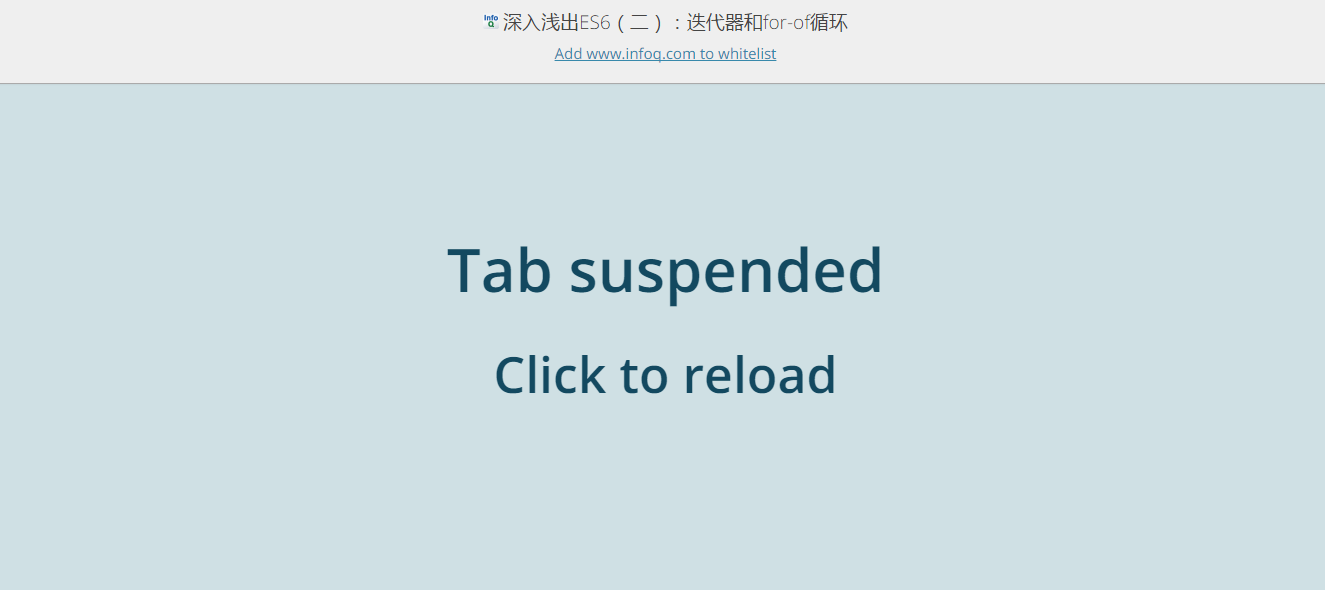 Info Q 深入浅出ES6（二）：迭代器和for-of循环
Add www.infoq.com to whitelist
Tab suspended
Click to reload